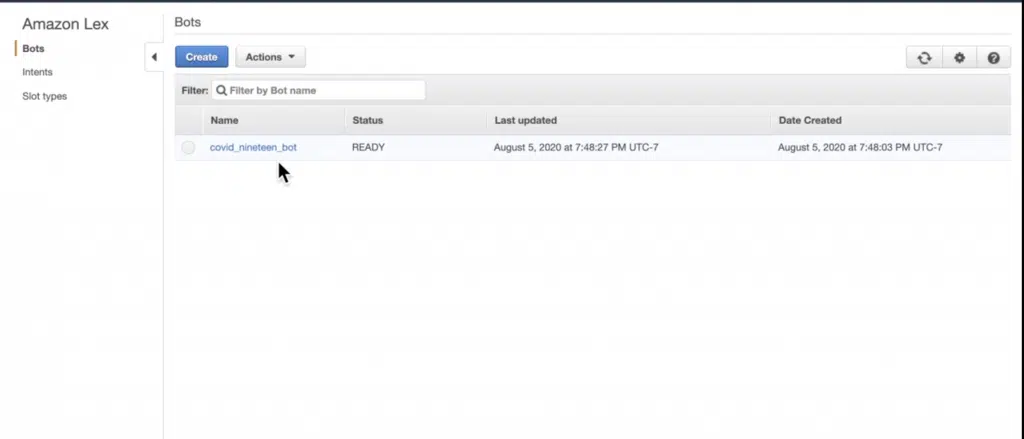 Amazon Lex
Bots
Intents
Slot types
Bots
Create Actions
Filter: Filter by Bot name
Name Status Last updated Date Created
covid_nineteen_bot READY August 5, 2020 at 7:48:27 PM UTC-7 August 5, 2020 at 7:48:03 PM UTC-7